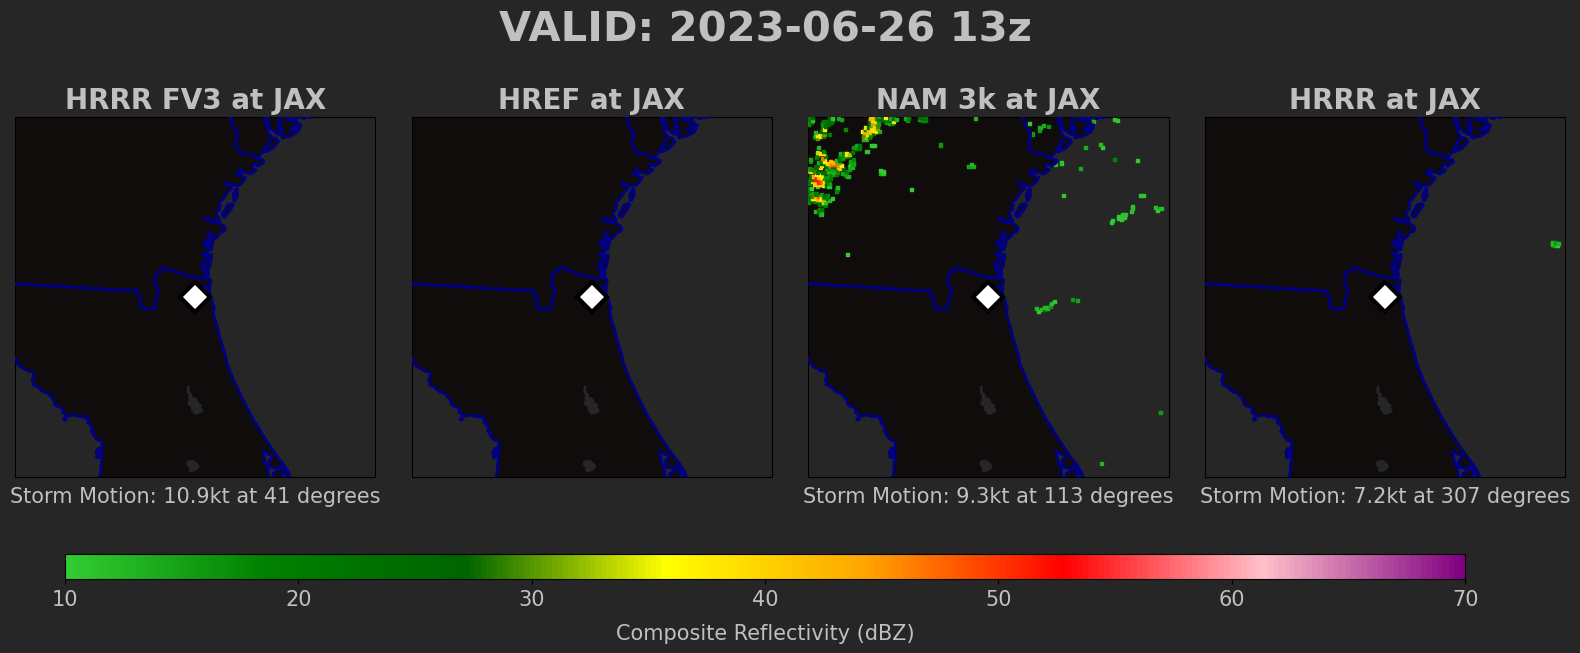 VALID: 2023-06-26 13z
HRRR FV3 at JAX
HREF at JAX
NAM 3k at JAX
HRRR at JAX
Storm Motion: 10.9kt at 41 degrees
Storm Motion: 9.3kt at 113 degrees
Storm Motion: 7.2kt at 307 degrees
10 20 30 40 50 60 70
Composite Reflectivity (dBZ)